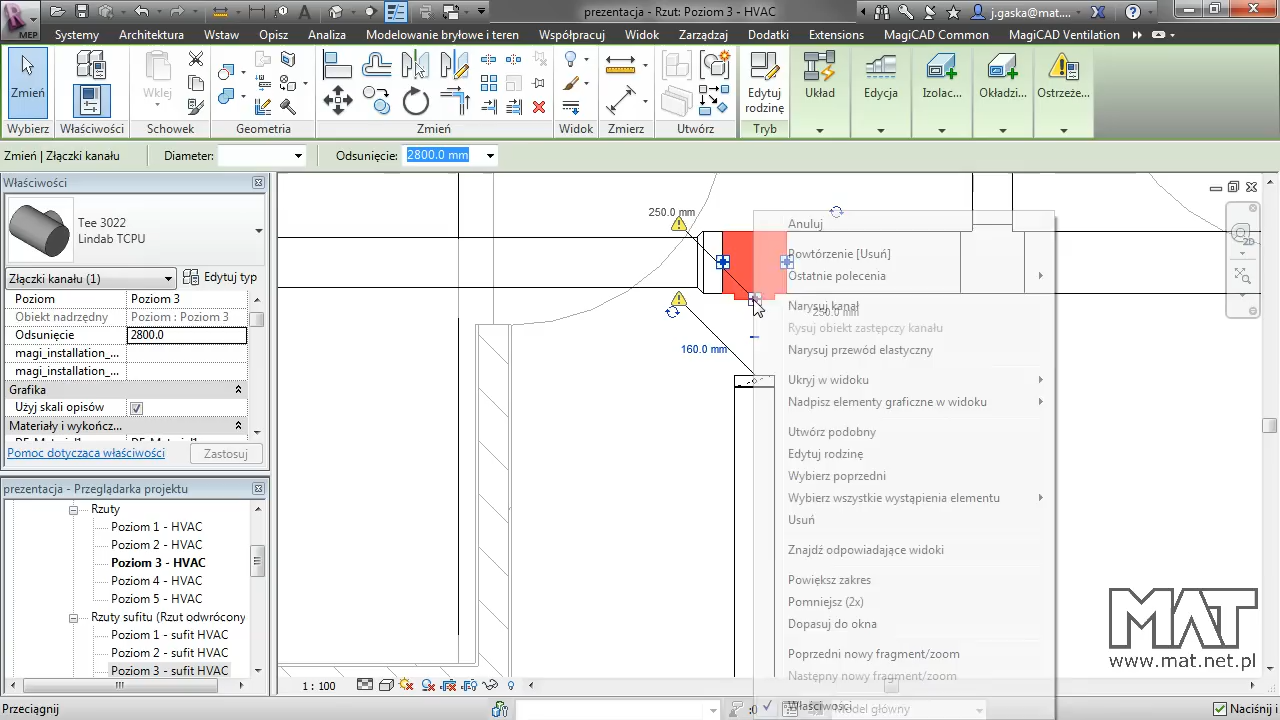 prezentacja - Rzut: Poziom 3 - HVAC
j.gaska@mat....
MEP
Systemy
Architektura
Wstaw
Opisz
Analiza
Modelowanie bryłowe i teren
Współpracuj
Widok
Zarządzaj
Dodatki
Extensions
MagiCAD Common
MagiCAD Ventilation
Zmień
Wklej
Edytuj
rodzinę
Układ
Edycja
Izolac...
Okładzi...
Ostrzeże...
Wybierz
Właściwości
Schowek
Geometria
Zmień
Widok
Zmierz
Utwórz
Tryb
Zmień | Złączki kanału
Diameter:
Odsunięcie:
2800.0 mm
Właściwości
Tee 3022
Lindab TCPU
Złączki kanału (1)
Edytuj typ
Poziom
Poziom 3
Obiekt nadrzędny
Poziom : Poziom 3
Odsunięcie
2800.0
magi_installation_...
magi_installation_...
Grafika
Użyj skali opisów
Materiały i wykończ...
Pomoc dotycząca właściwości
Zastosuj
prezentacja - Przeglądarka projektu
Rzuty
Poziom 1 - HVAC
Poziom 2 - HVAC
Poziom 3 - HVAC
Poziom 4 - HVAC
Poziom 5 - HVAC
Rzuty sufitu (Rzut odwrócony
Poziom 1 - sufit HVAC
Poziom 2 - sufit HVAC
Poziom 3 - sufit HVAC
250.0 mm
250.0 mm
160.0 mm
2D
Anuluj
Powtórzenie [Usuń]
Ostatnie polecenia
Narysuj kanał
Rysuj obiekt zastępczy kanału
Narysuj przewód elastyczny
Ukryj w widoku
Nadpisz elementy graficzne w widoku
Utwórz podobny
Edytuj rodzinę
Wybierz poprzedni
Wybierz wszystkie wystąpienia elementu
Usuń
Znajdź odpowiadające widoki
Powiększ zakres
Pomniejsz (2x)
Dopasuj do okna
Poprzedni nowy fragment/zoom
Następny nowy fragment/zoom
Właściwości
MAT
www.mat.net.pl
1 : 100
Przeciągnij
:0
Model główny
Naciśnij i